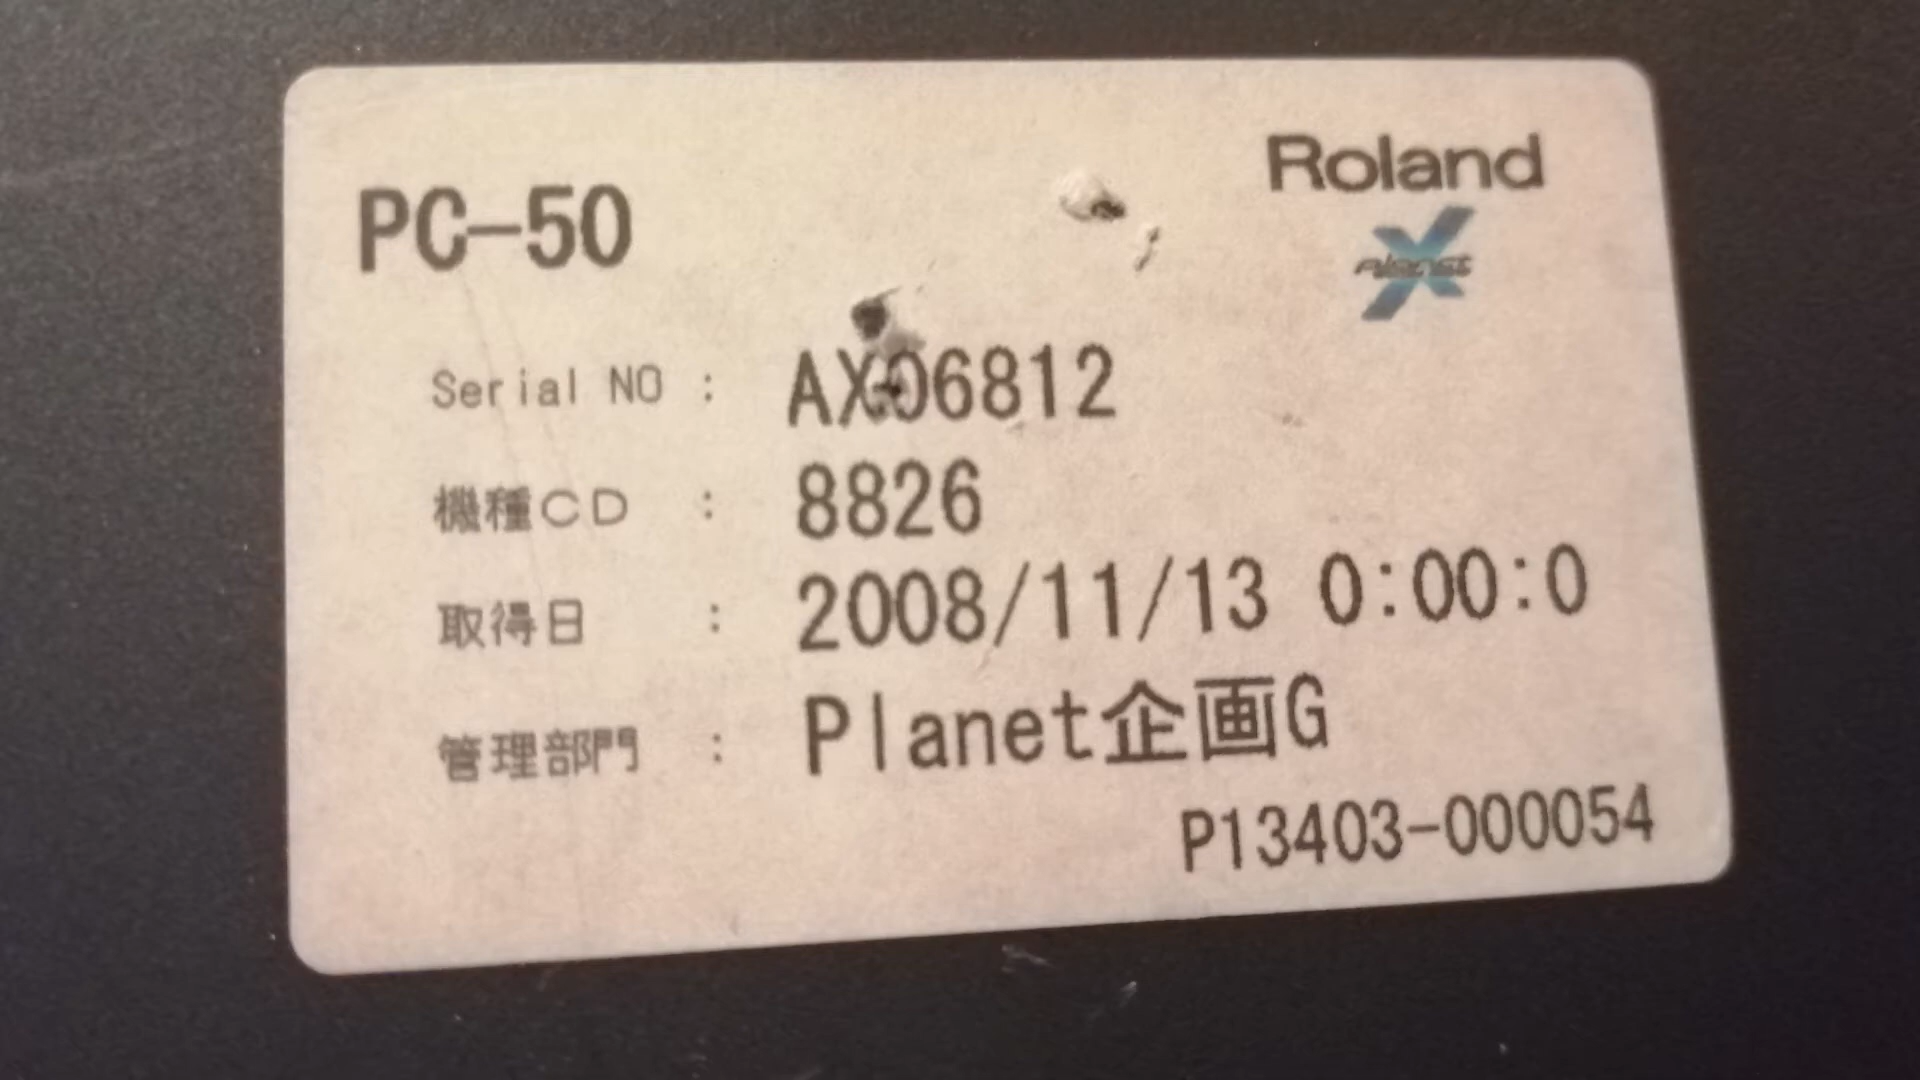 Roland
PC-50
Planet X
Serial NO : AX06812
機種CD : 8826
取得日 : 2008/11/13 0:00:0
管理部門 : Planet企画G
P13403-000054